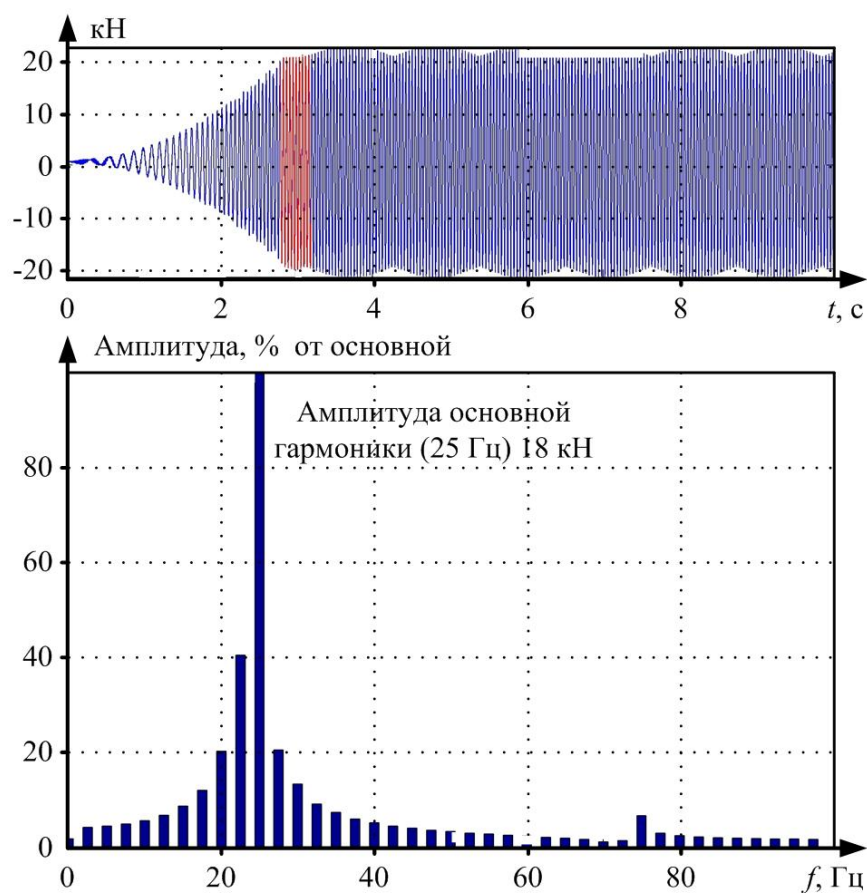 кН
20
10
0
-10
-20
0 2 4 6 8 t, с
Амплитуда, % от основной
Амплитуда основной
гармоники (25 Гц) 18 кН
80
60
40
20
0
0 20 40 60 80 f, Гц